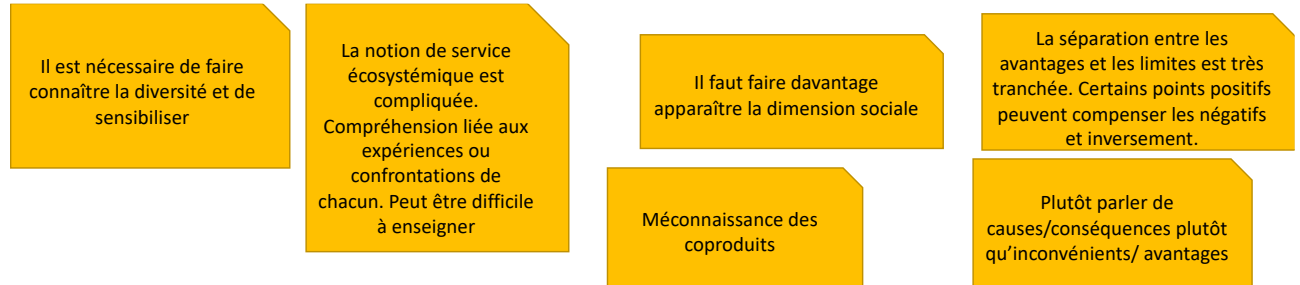 Il est nécessaire de faire
connaître la diversité et de
sensibiliser
La notion de service
écosystémique est
compliquée.
Compréhension liée aux
expériences ou
confrontations de
chacun. Peut être difficile
à enseigner
Il faut faire davantage
apparaître la dimension sociale
La séparation entre les
avantages et les limites est très
tranchée. Certains points positifs
peuvent compenser les négatifs
et inversement.
Méconnaissance des
coproduits
Plutôt parler de
causes/conséquences plutôt
qu’inconvénients/ avantages